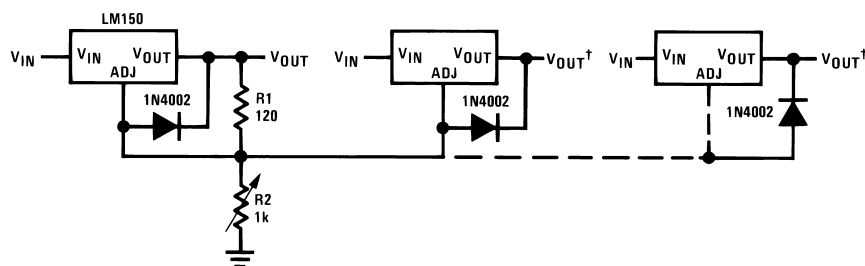 LM150
VIN VIN VOUT VOUT
ADJ
1N4002
R1
120
R2
1k
VIN VIN VOUT VOUT†
ADJ
1N4002
VIN VIN VOUT VOUT†
ADJ
1N4002